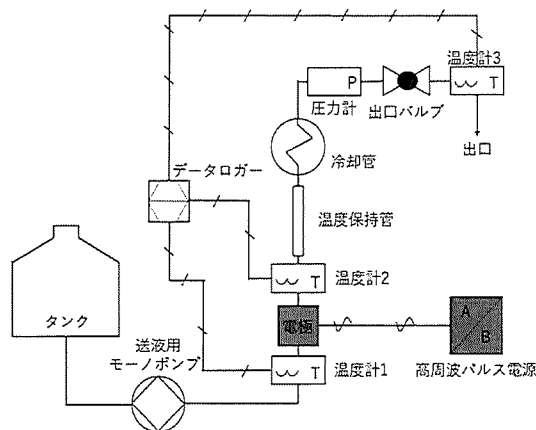 温度計3
P
T
圧力計
出口バルブ
出口
冷却管
データロガー
温度保持管
T
温度計2
タンク
電極
A
B
送液用
モーノポンプ
T
温度計1
高周波パルス電源